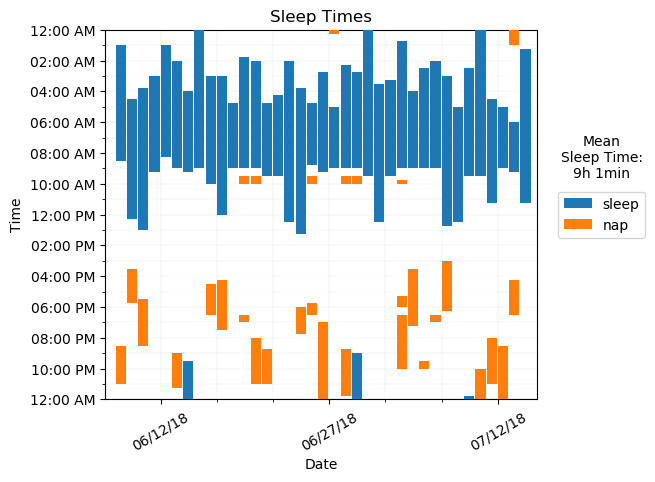 Sleep Times
12:00 AM
02:00 AM
04:00 AM
06:00 AM
08:00 AM
10:00 AM
12:00 PM
02:00 PM
04:00 PM
06:00 PM
08:00 PM
10:00 PM
12:00 AM
Time
06/12/18
06/27/18
07/12/18
Date
Mean
Sleep Time:
9h 1min
sleep
nap